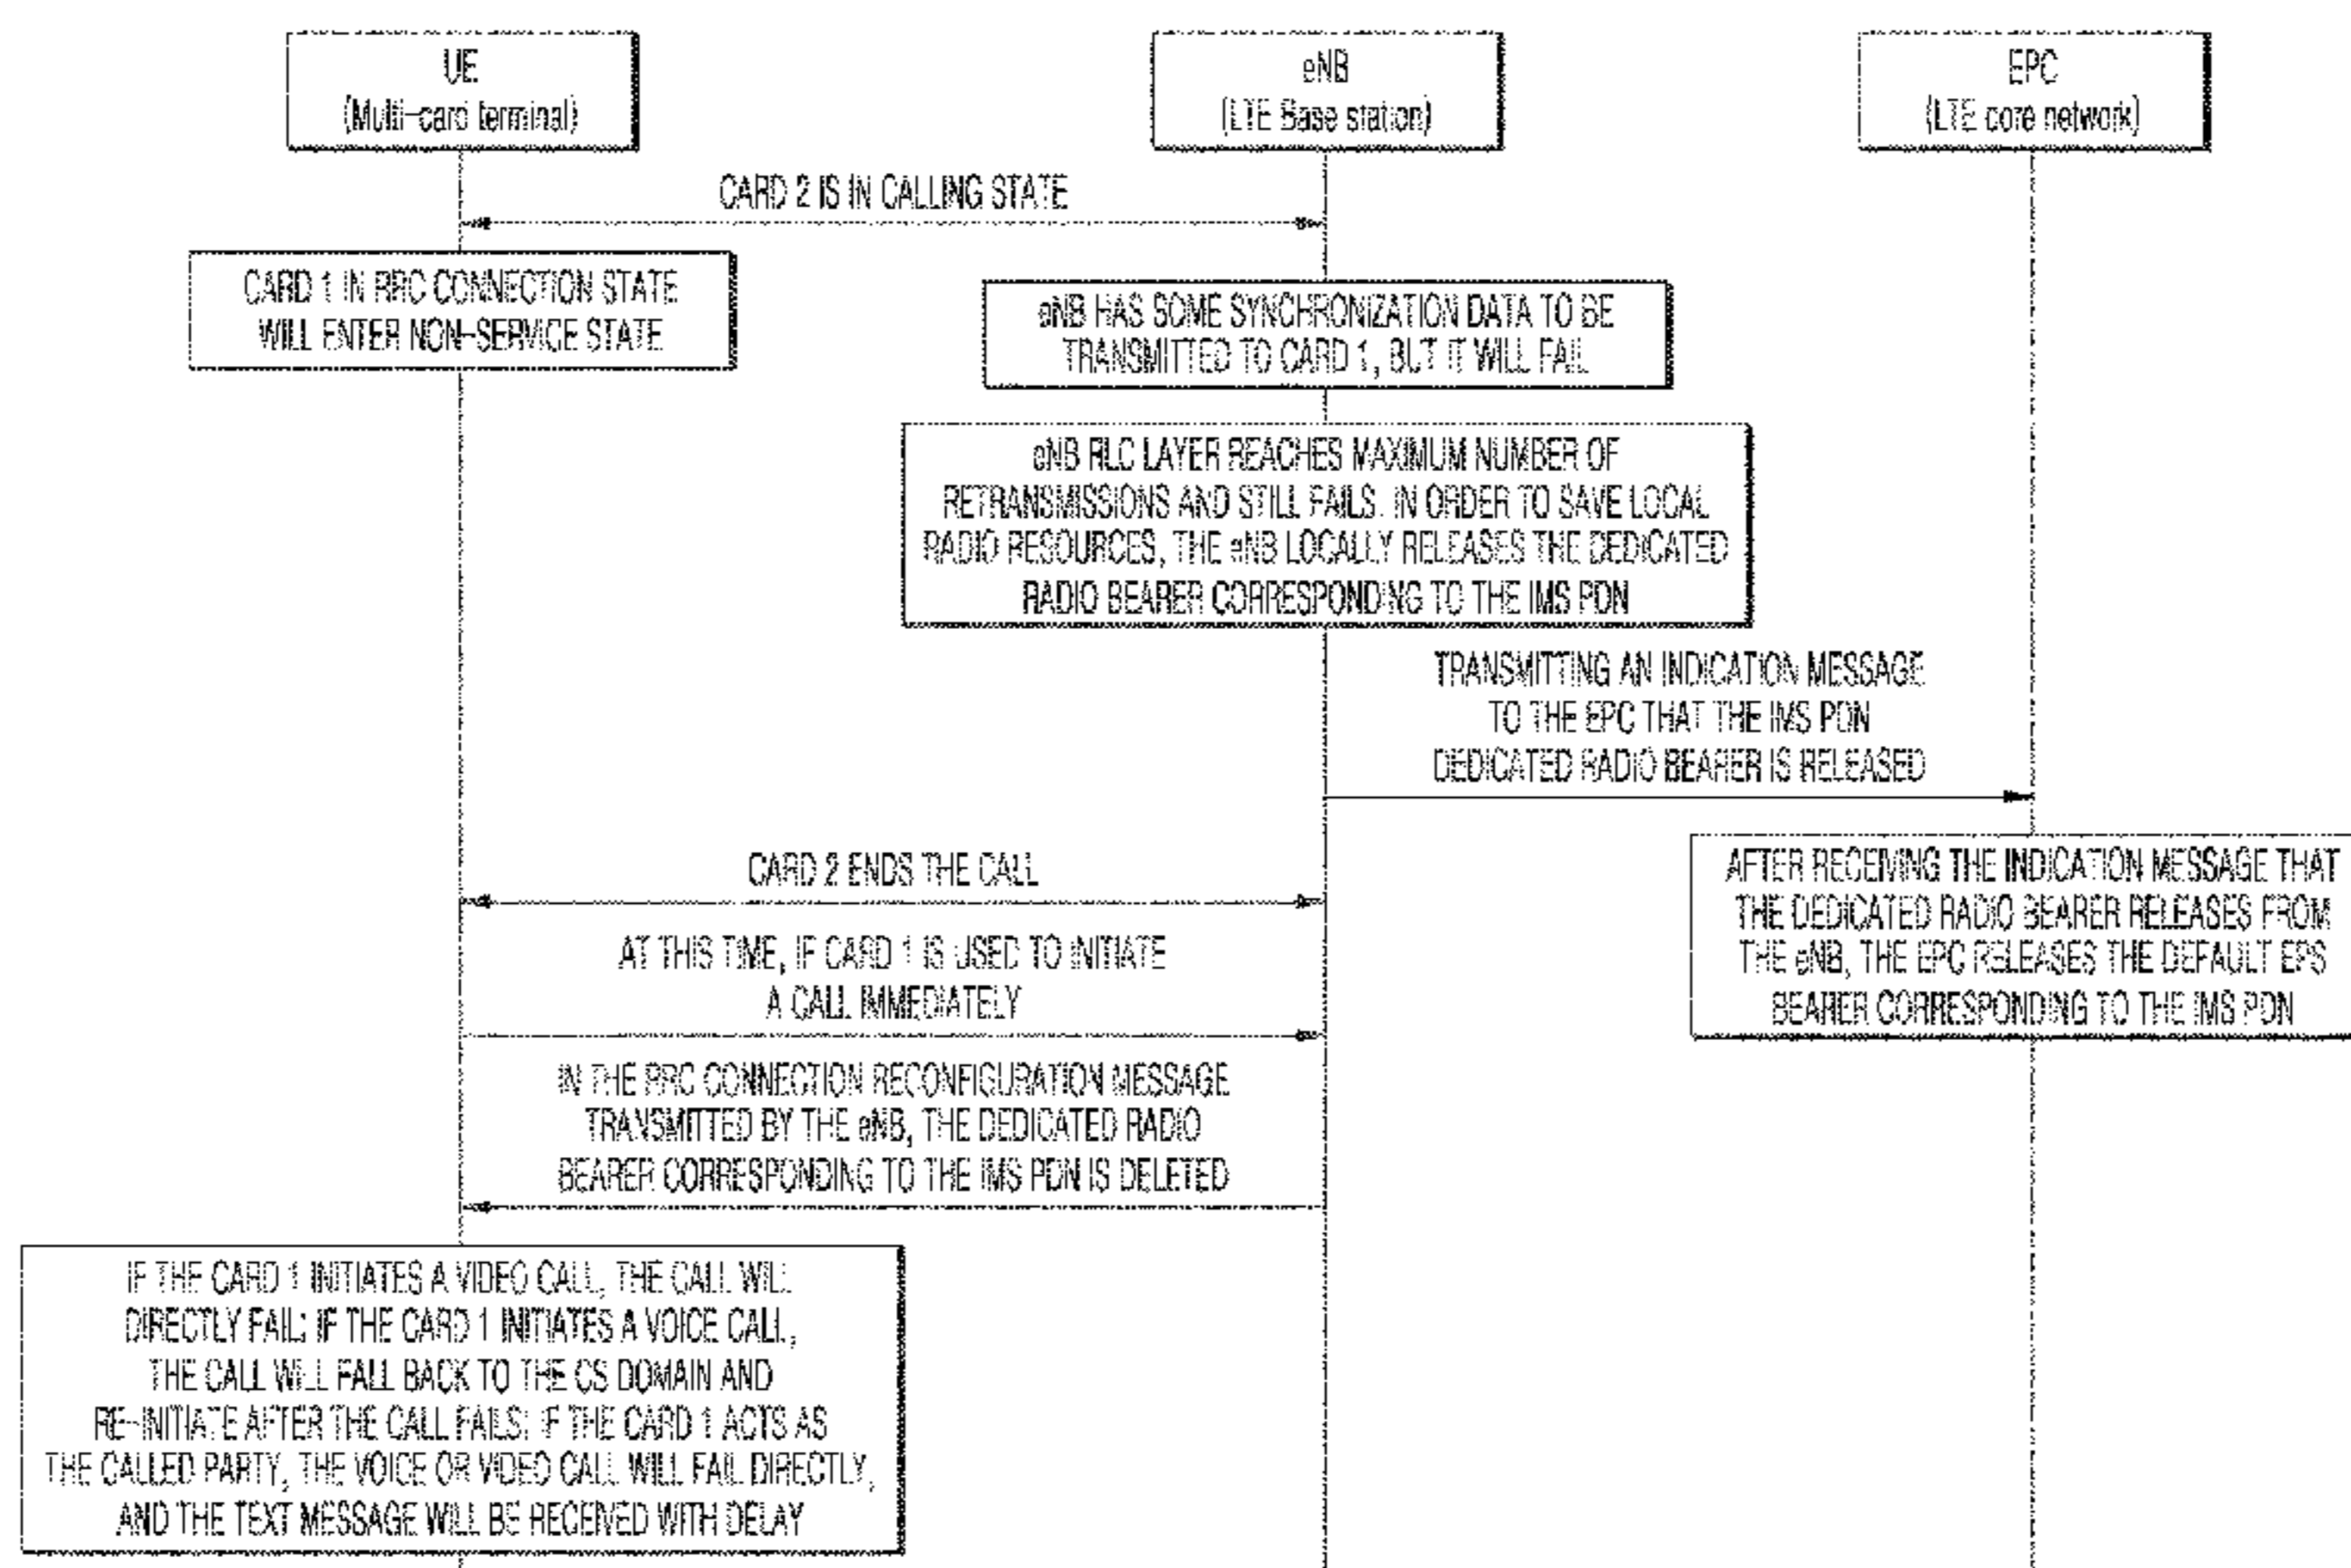 UE
(Multi-card terminal)
eNB
(LTE Base station)
EPC
(LTE core network)
CARD 2 IS IN CALLING STATE
CARD 1 IN RRC CONNECTION STATE
WILL ENTER NON-SERVICE STATE
eNB HAS SOME SYNCHRONIZATION DATA TO BE
TRANSMITTED TO CARD 1, BUT IT WILL FAIL
eNB RLC LAYER REACHES MAXIMUM NUMBER OF
RETRANSMISSIONS AND STILL FAILS. IN ORDER TO SAVE LOCAL
RADIO RESOURCES, THE eNB LOCALLY RELEASES THE DEDICATED
RADIO BEARER CORRESPONDING TO THE IMS PDN
TRANSMITTING AN INDICATION MESSAGE
TO THE EPC THAT THE IMS PDN
DEDICATED RADIO BEARER IS RELEASED
CARD 2 ENDS THE CALL
AFTER RECEIVING THE INDICATION MESSAGE THAT
THE DEDICATED RADIO BEARER RELEASES FROM
THE eNB, THE EPC RELEASES THE DEFAULT EPS
BEARER CORRESPONDING TO THE IMS PDN
AT THIS TIME, IF CARD 1 IS USED TO INITIATE
A CALL IMMEDIATELY
IN THE RRC CONNECTION RECONFIGURATION MESSAGE
TRANSMITTED BY THE eNB, THE DEDICATED RADIO
BEARER CORRESPONDING TO THE IMS PDN IS DELETED
IF THE CARD 1 INITIATES A VIDEO CALL, THE CALL WILL
DIRECTLY FAIL; IF THE CARD 1 INITIATES A VOICE CALL,
THE CALL WILL FALL BACK TO THE CS DOMAIN AND
RE-INITIATE AFTER THE CALL FAILS; IF THE CARD 1 ACTS AS
THE CALLED PARTY, THE VOICE OR VIDEO CALL WILL FAIL DIRECTLY,
AND THE TEXT MESSAGE WILL BE RECEIVED WITH DELAY